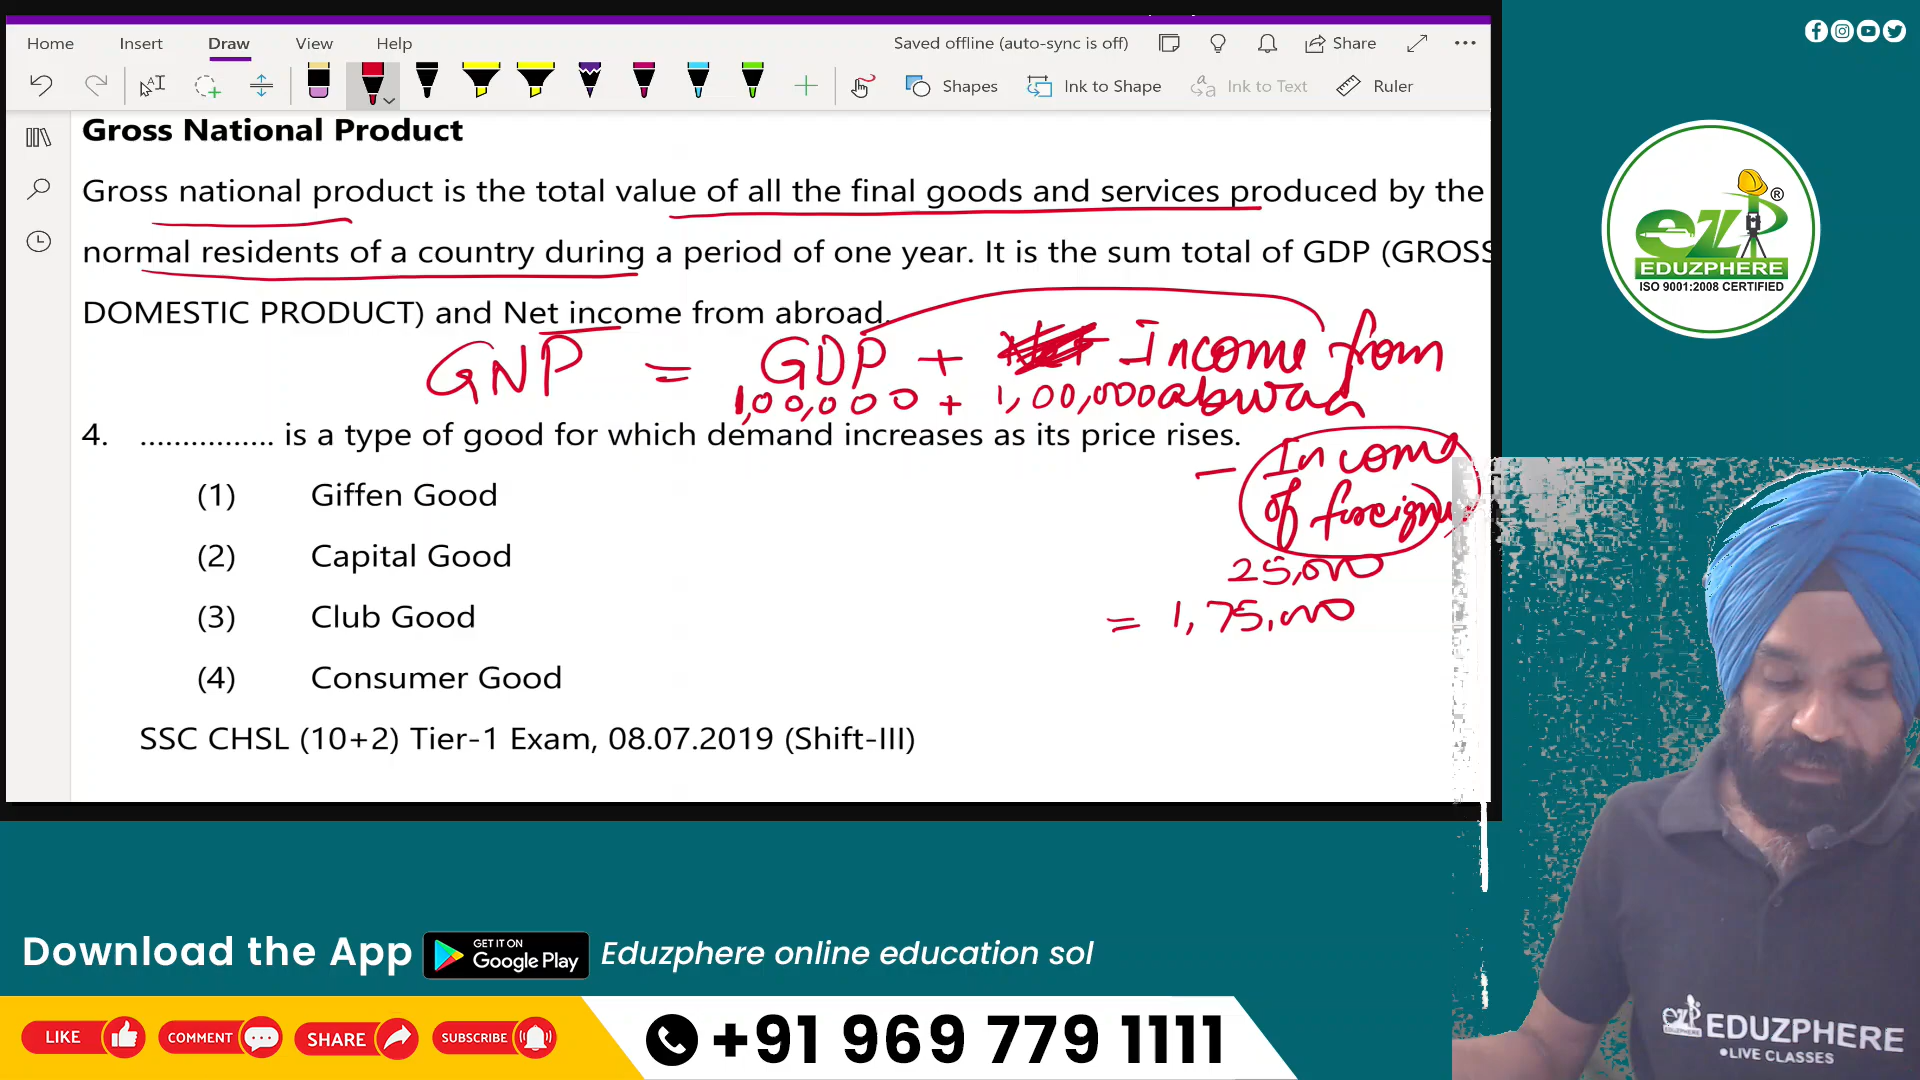 Home Insert Draw View Help Saved offline (auto-sync is off) Share
Shapes Ink to Shape Ink to Text Ruler
Gross National Product
Gross national product is the total value of all the final goods and services produced by the
normal residents of a country during a period of one year. It is the sum total of GDP (GROSS
DOMESTIC PRODUCT) and Net income from abroad.
GNP = GDP + Income from
1,00,000 + 1,00,000 abroad
4. ................ is a type of good for which demand increases as its price rises.
- Income
(1) Giffen Good
of
(2) Capital Good
25,000
(3) Club Good
= 1,75,000
(4) Consumer Good
SSC CHSL (10+2) Tier-1 Exam, 08.07.2019 (Shift-III)
ezp ®
EDUZPHERE
ISO 9001:2008 CERTIFIED
Download the App GET IT ON Google Play Eduzphere online education sol
LIKE COMMENT SHARE SUBSCRIBE +91 969 779 1111
ezp EDUZPHERE
•LIVE CLASSES